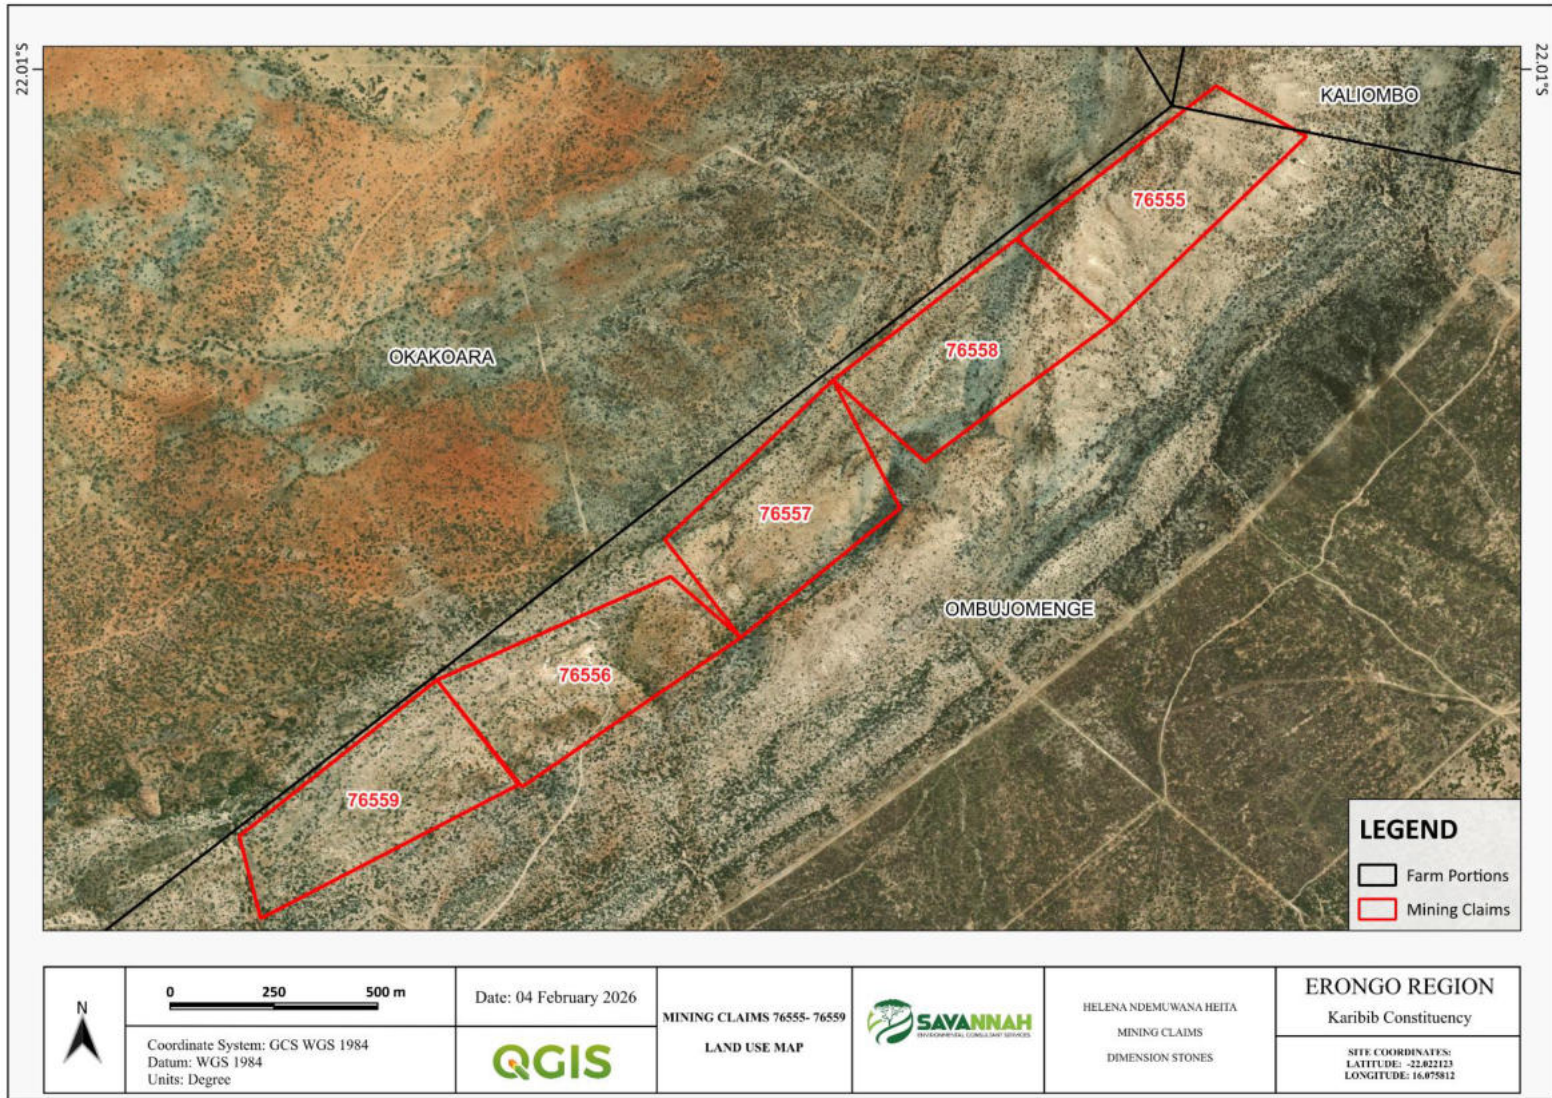 22.01°S
22.01°S
KALIOMBO
76555
76558
OKAKOARA
76557
OMBUJOMENGE
76556
76559
LEGEND
Farm Portions
Mining Claims
N
0 250 500 m
Coordinate System: GCS WGS 1984
Datum: WGS 1984
Units: Degree
Date: 04 February 2026
QGIS
MINING CLAIMS 76555- 76559
LAND USE MAP
SAVANNAH
ENVIRONMENTAL CONSULTANT SERVICES
HELENA NDEMUWANA HEITA
MINING CLAIMS
DIMENSION STONES
ERONGO REGION
Karibib Constituency
SITE COORDINATES:
LATITUDE: -22.022123
LONGITUDE: 16.075812